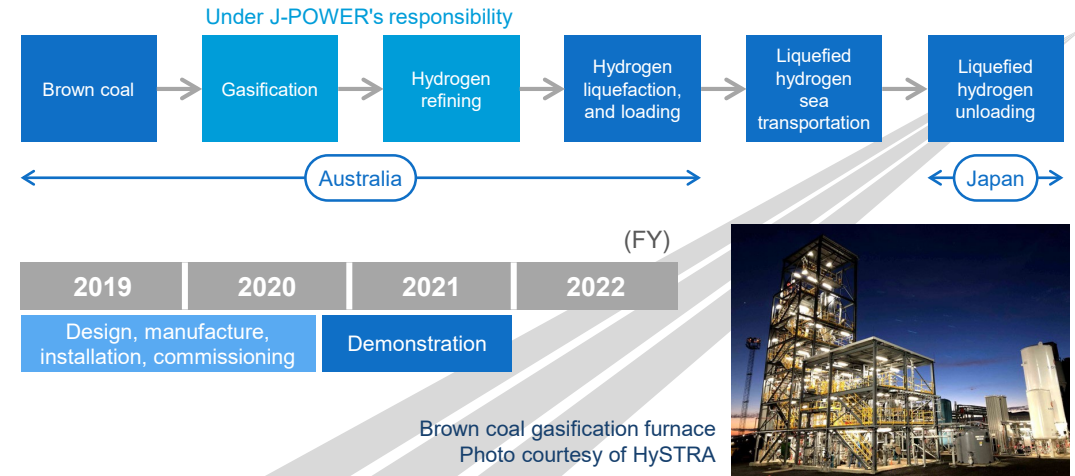 Under J-POWER's responsibility
Brown coal
Gasification
Hydrogen
refining
Hydrogen
liquefaction,
and loading
Liquefied
hydrogen
sea
transportation
Liquefied
hydrogen
unloading
Australia
Japan
(FY)
2019
2020
2021
2022
Design, manufacture,
installation, commissioning
Demonstration
Brown coal gasification furnace
Photo courtesy of HySTRA